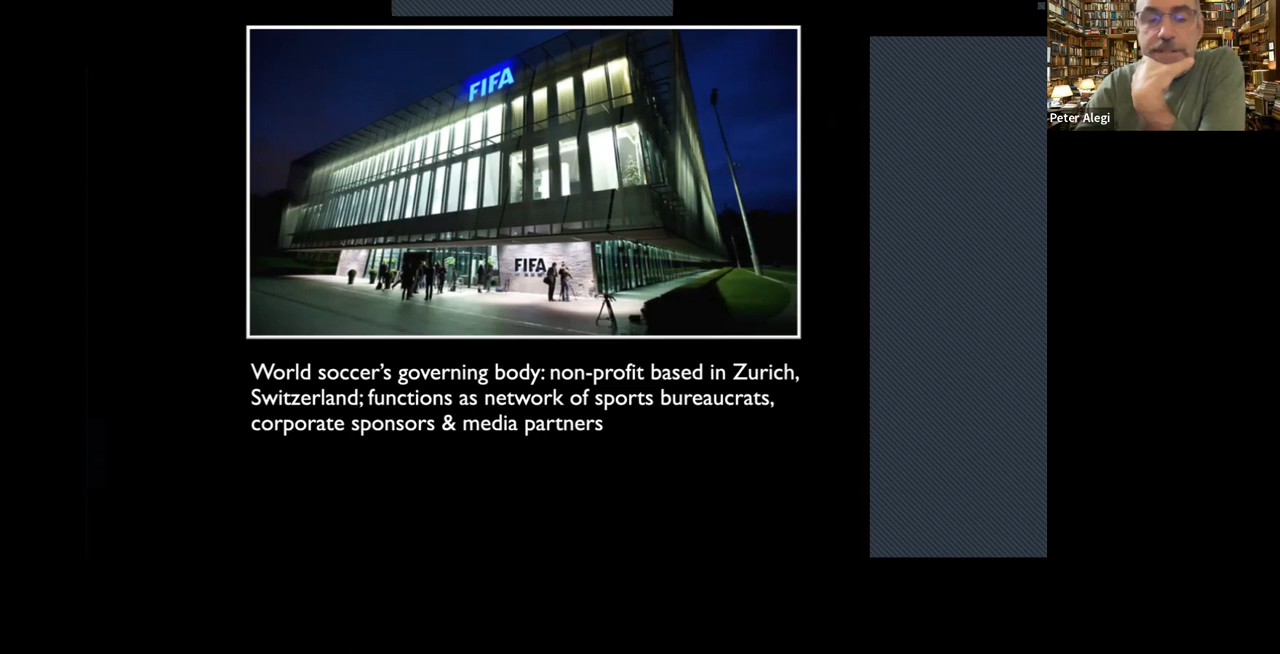 FIFA
FIFA
World soccer’s governing body: non-profit based in Zurich,
Switzerland; functions as network of sports bureaucrats,
corporate sponsors & media partners
Peter Alegi